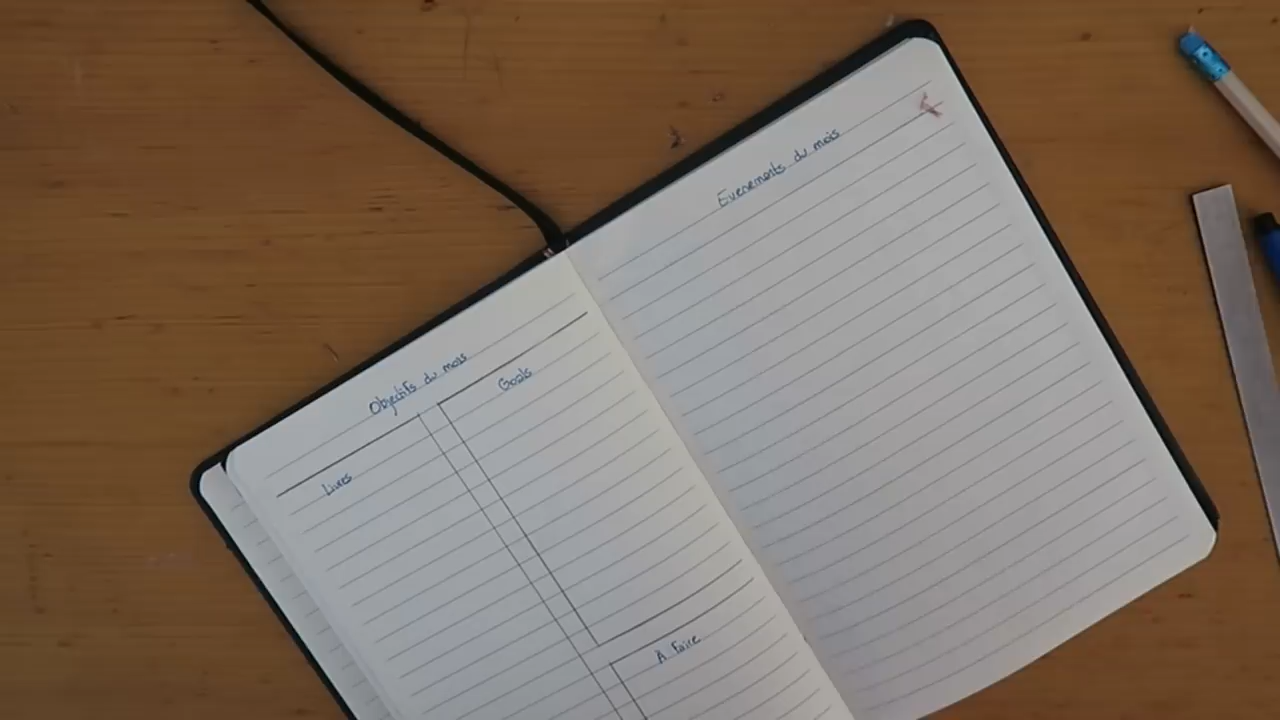 Objectifs du mois
Livres
Goals
À faire
Evenements du mois